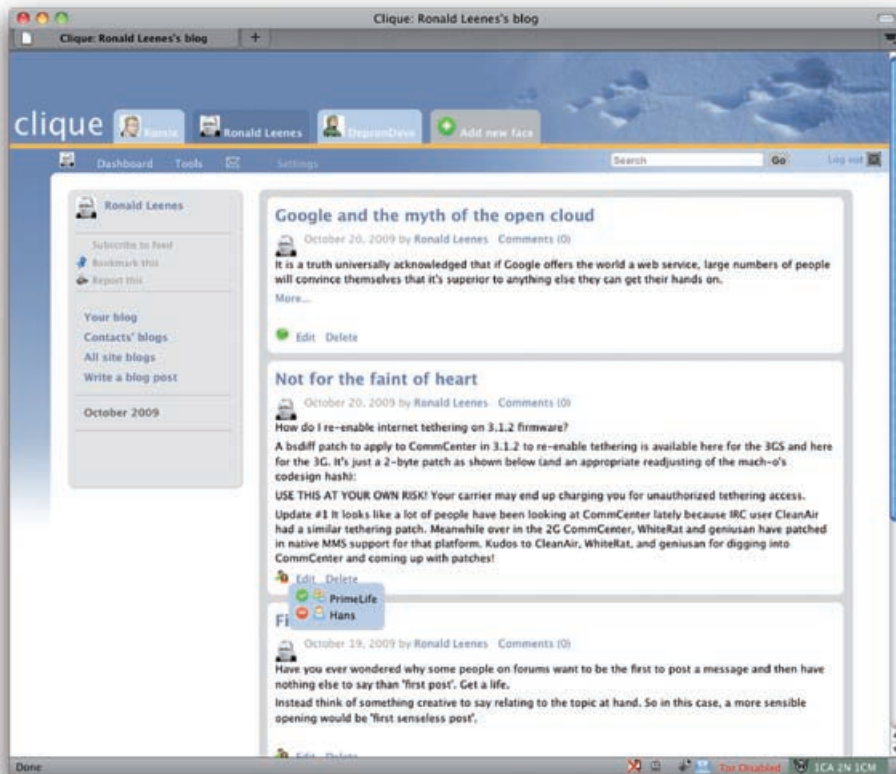 Clique: Ronald Leenes's blog
Clique: Ronald Leenes's blog +
clique Ronald Leenes DepronDave Add new face
Dashboard Tools Settings Search Go Log out
Ronald Leenes
Subscribe to feed
Bookmark this
Report this
Your blog
Contacts' blogs
All site blogs
Write a blog post
October 2009
Google and the myth of the open cloud
October 20, 2009 by Ronald Leenes Comments (0)
It is a truth universally acknowledged that if Google offers the world a web service, large numbers of people
will convince themselves that it's superior to anything else they can get their hands on.
More...
Edit Delete
Not for the faint of heart
October 20, 2009 by Ronald Leenes Comments (0)
How do I re-enable internet tethering on 3.1.2 firmware?
A bsdiff patch to apply to CommCenter in 3.1.2 to re-enable tethering is available here for the 3GS and here
for the 3G. It's just a 2-byte patch as shown below (and an appropriate readjusting of the mach-o's
codesign hash):
USE THIS AT YOUR OWN RISK! Your carrier may end up charging you for unauthorized tethering access.
Update #1 It looks like a lot of people have been looking at CommCenter lately because IRC user CleanAir
had a similar tethering patch. Meanwhile over in the 2G CommCenter, WhiteRat and geniusan have patched
in native MMS support for that platform. Kudos to CleanAir, WhiteRat, and geniusan for digging into
CommCenter and coming up with patches!
Edit Delete
PrimeLife
Hans
Fi
October 19, 2009 by Ronald Leenes Comments (0)
Have you ever wondered why some people on forums want to be the first to post a message and then have
nothing else to say than 'first post'. Get a life.
Instead think of something creative to say relating to the topic at hand. So in this case, a more sensible
opening would be 'first senseless post'.
Edit Delete
Done Tor Disabled 1CA 2N 1CM